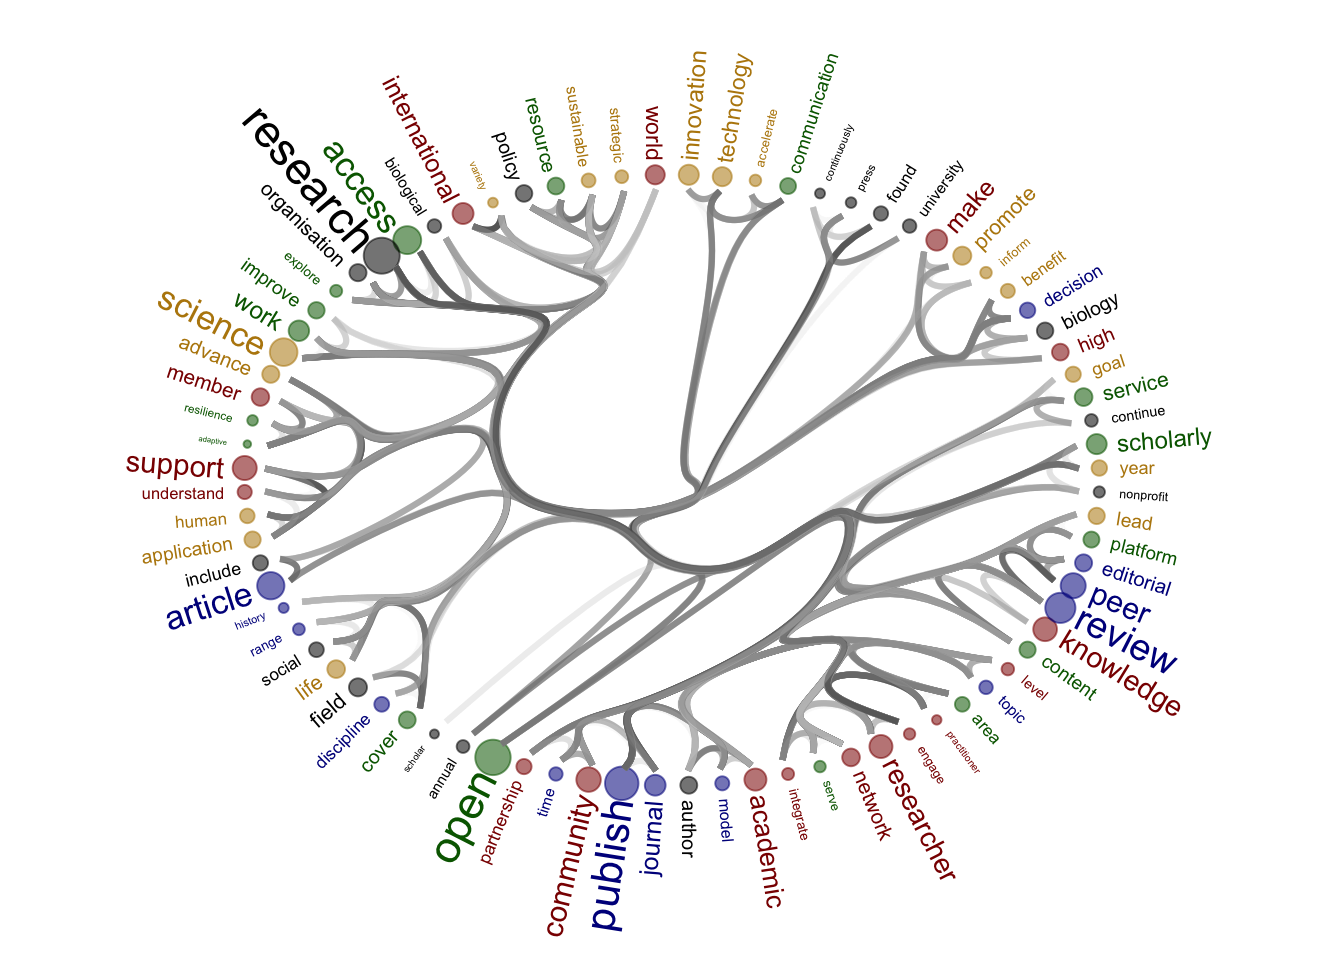 world
innovation
technology
accelerate
communication
continuously
press
found
university
make
promote
inform
benefit
decision
biology
high
goal
service
continue
scholarly
year
nonprofit
lead
platform
editorial
peer
review
knowledge
content
level
topic
area
practitioner
engage
researcher
network
serve
integrate
academic
model
author
journal
publish
community
time
partnership
open
annual
scholar
cover
discipline
field
life
social
range
history
article
include
application
human
understand
support
adaptive
resilience
member
advance
science
work
improve
explore
organisation
research
access
biological
international
variety
policy
resource
sustainable
strategic